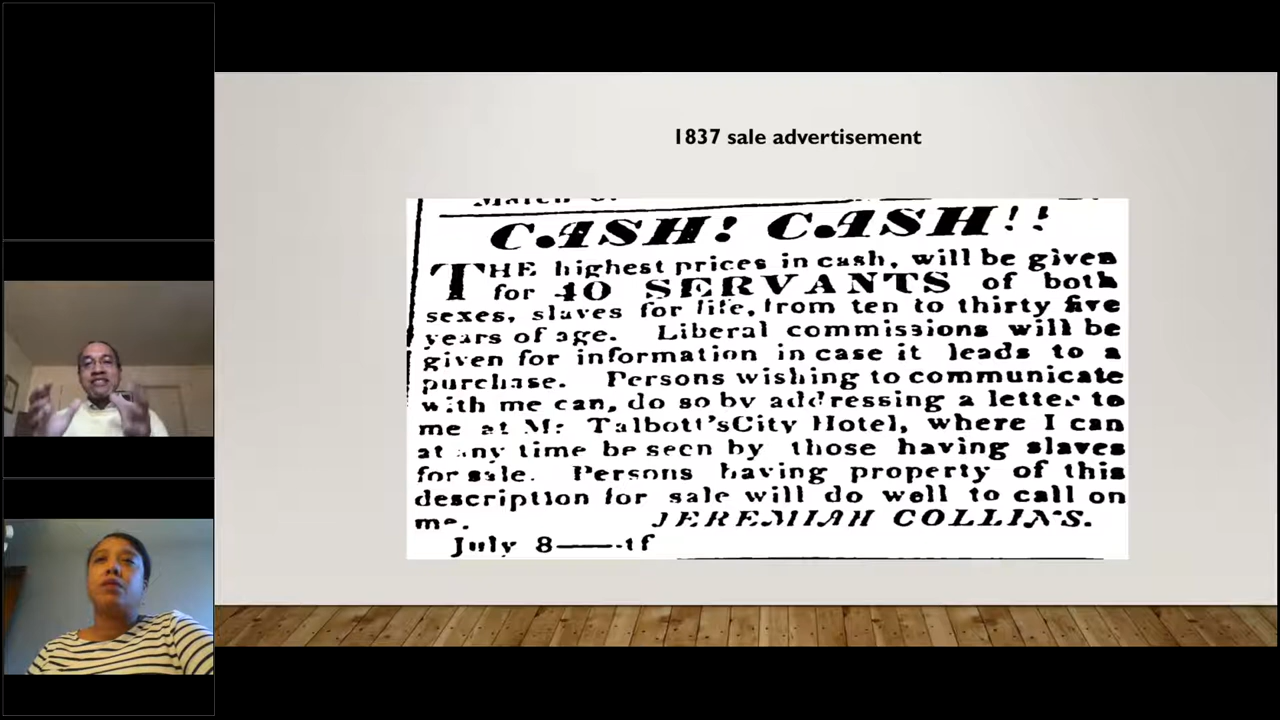 1837 sale advertisement
CASH! CASH!!
THE highest prices in cash, will be given
for 40 SERVANTS of both
sexes, slaves for life, from ten to thirty five
years of age. Liberal commissions will be
given for information in case it leads to a
purchase. Persons wishing to communicate
with me can, do so by addressing a letter to
me at Mr Talbott'sCity Hotel, where I can
at any time be seen by those having slaves
for sale. Persons having property of this
description for sale will do well to call on
me. JEREMIAH COLLINS.
July 8——-tf